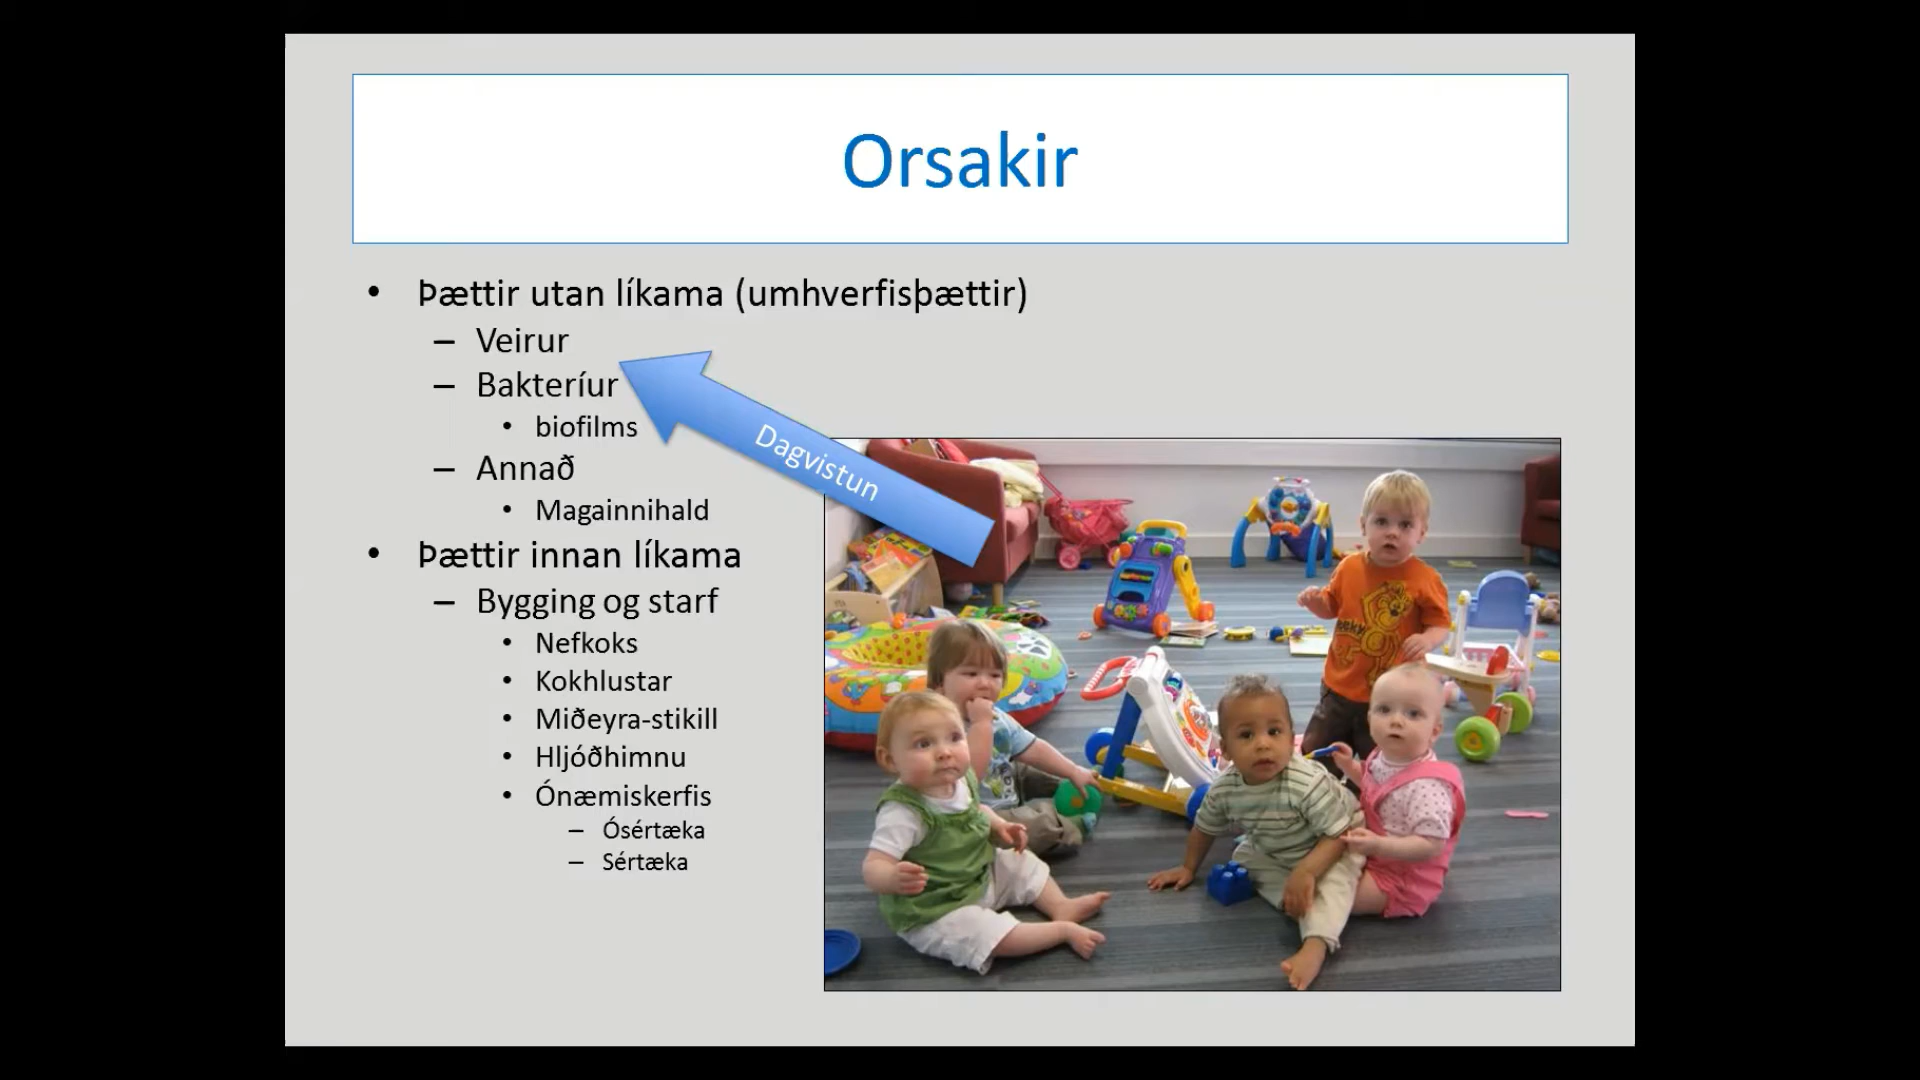 Orsakir
• Þættir utan líkama (umhverfisþættir)
– Veirur
– Bakteríur
• biofilms
– Annað
• Magainnihald
• Þættir innan líkama
– Bygging og starf
• Nefkoks
• Kokhlustar
• Miðeyra-stikill
• Hljóðhimnu
• Ónæmiskerfis
– Ósértæka
– Sértæka
Dagvistun